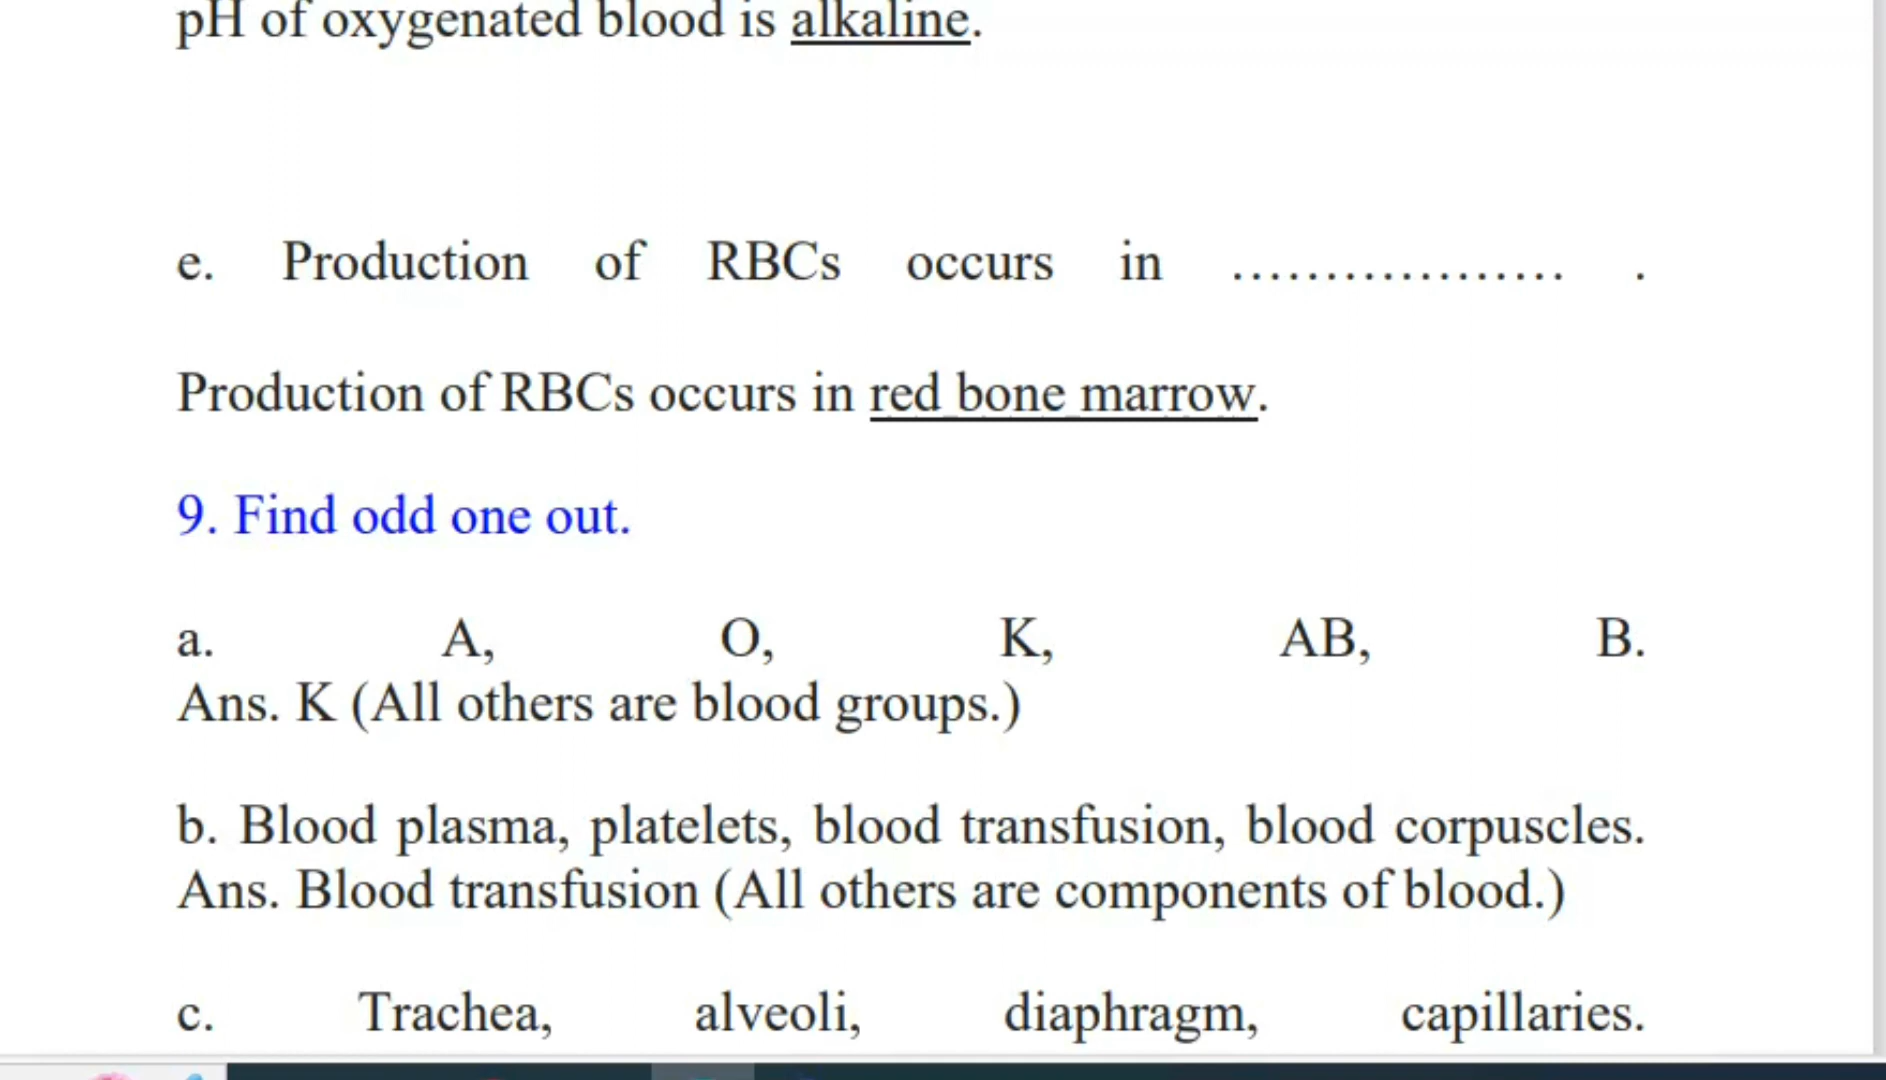 pH of oxygenated blood is alkaline.
e. Production of RBCs occurs in .................. .
Production of RBCs occurs in red bone marrow.
9. Find odd one out.
a. A, O, K, AB, B.
Ans. K (All others are blood groups.)
b. Blood plasma, platelets, blood transfusion, blood corpuscles.
Ans. Blood transfusion (All others are components of blood.)
c. Trachea, alveoli, diaphragm, capillaries.